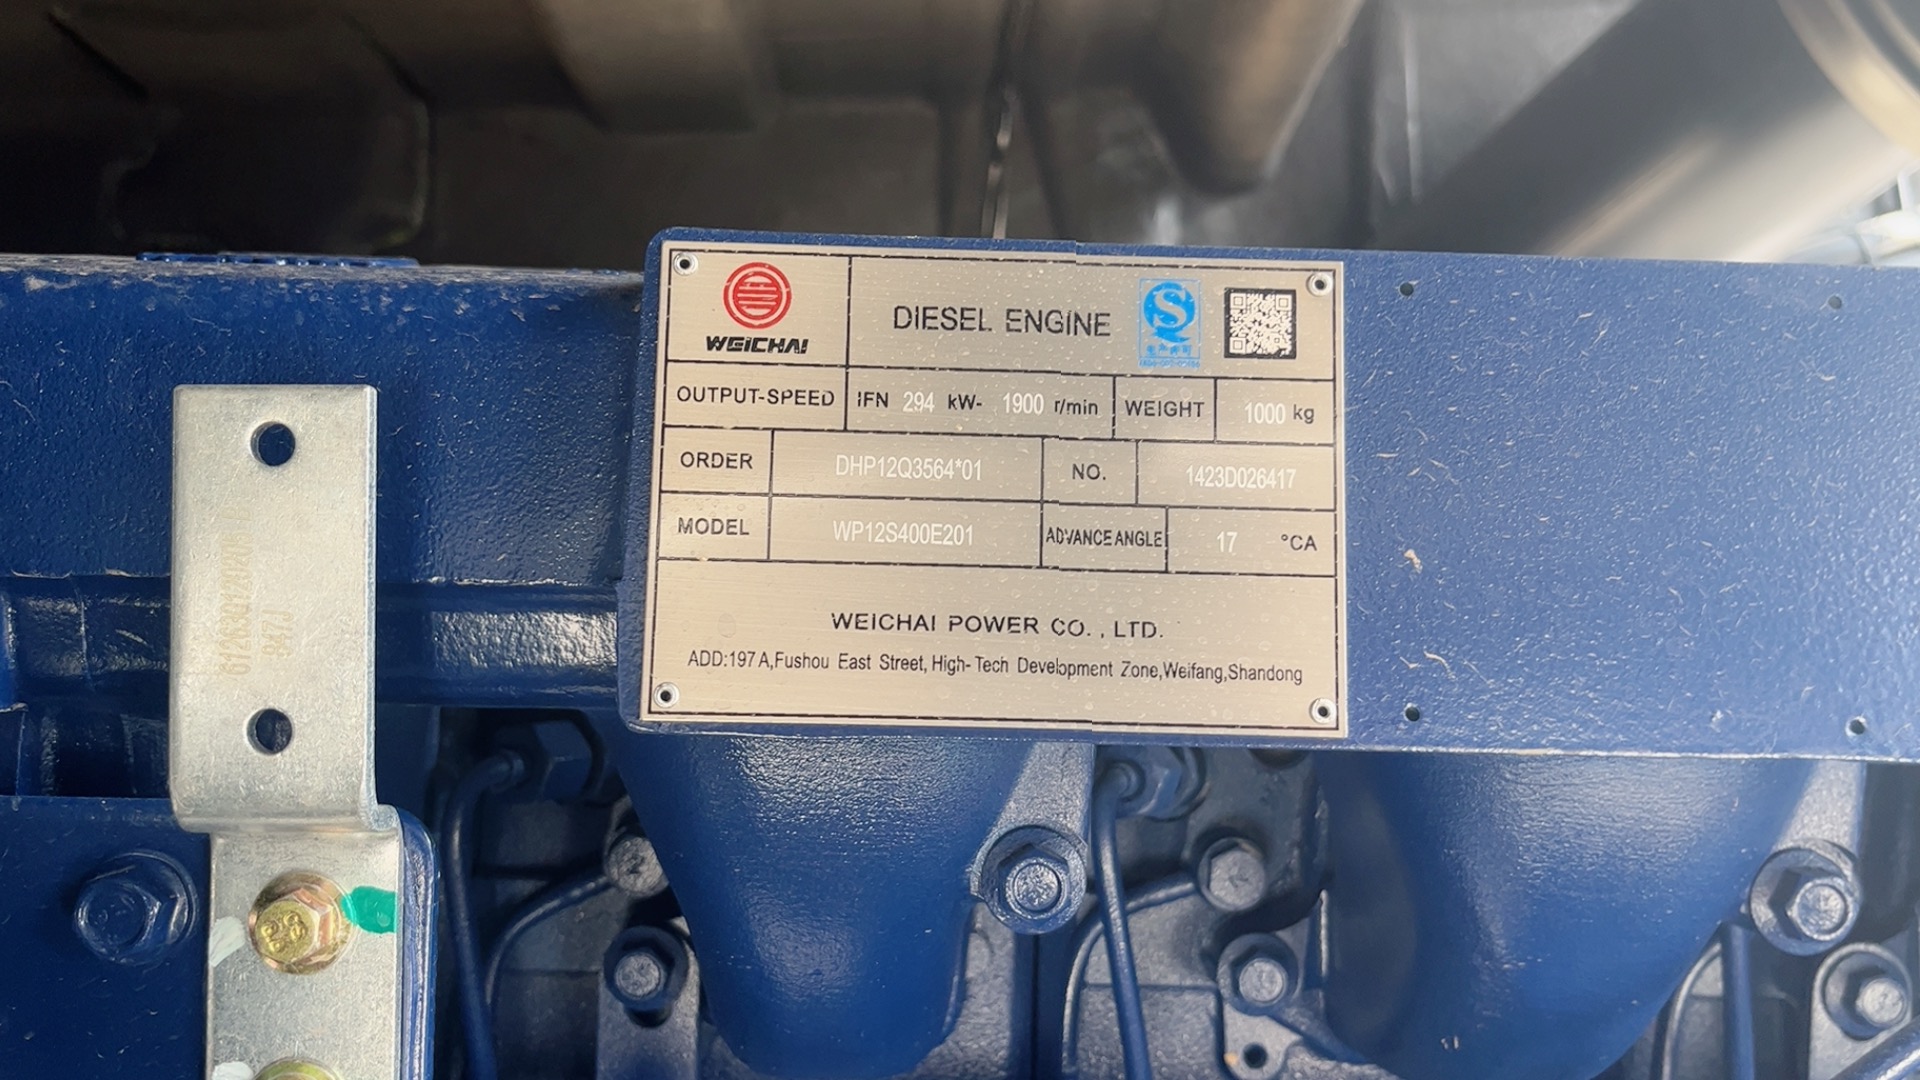 WEICHAI
DIESEL ENGINE
OUTPUT-SPEED IFN 294 kW- 1900 r/min WEIGHT 1000 kg
ORDER DHP12Q3564*01 NO. 1423D026417
MODEL WP12S400E201 ADVANCE ANGLE 17 °CA
WEICHAI POWER CO. , LTD.
ADD:197 A,Fushou East Street, High-Tech Development Zone,Weifang,Shandong